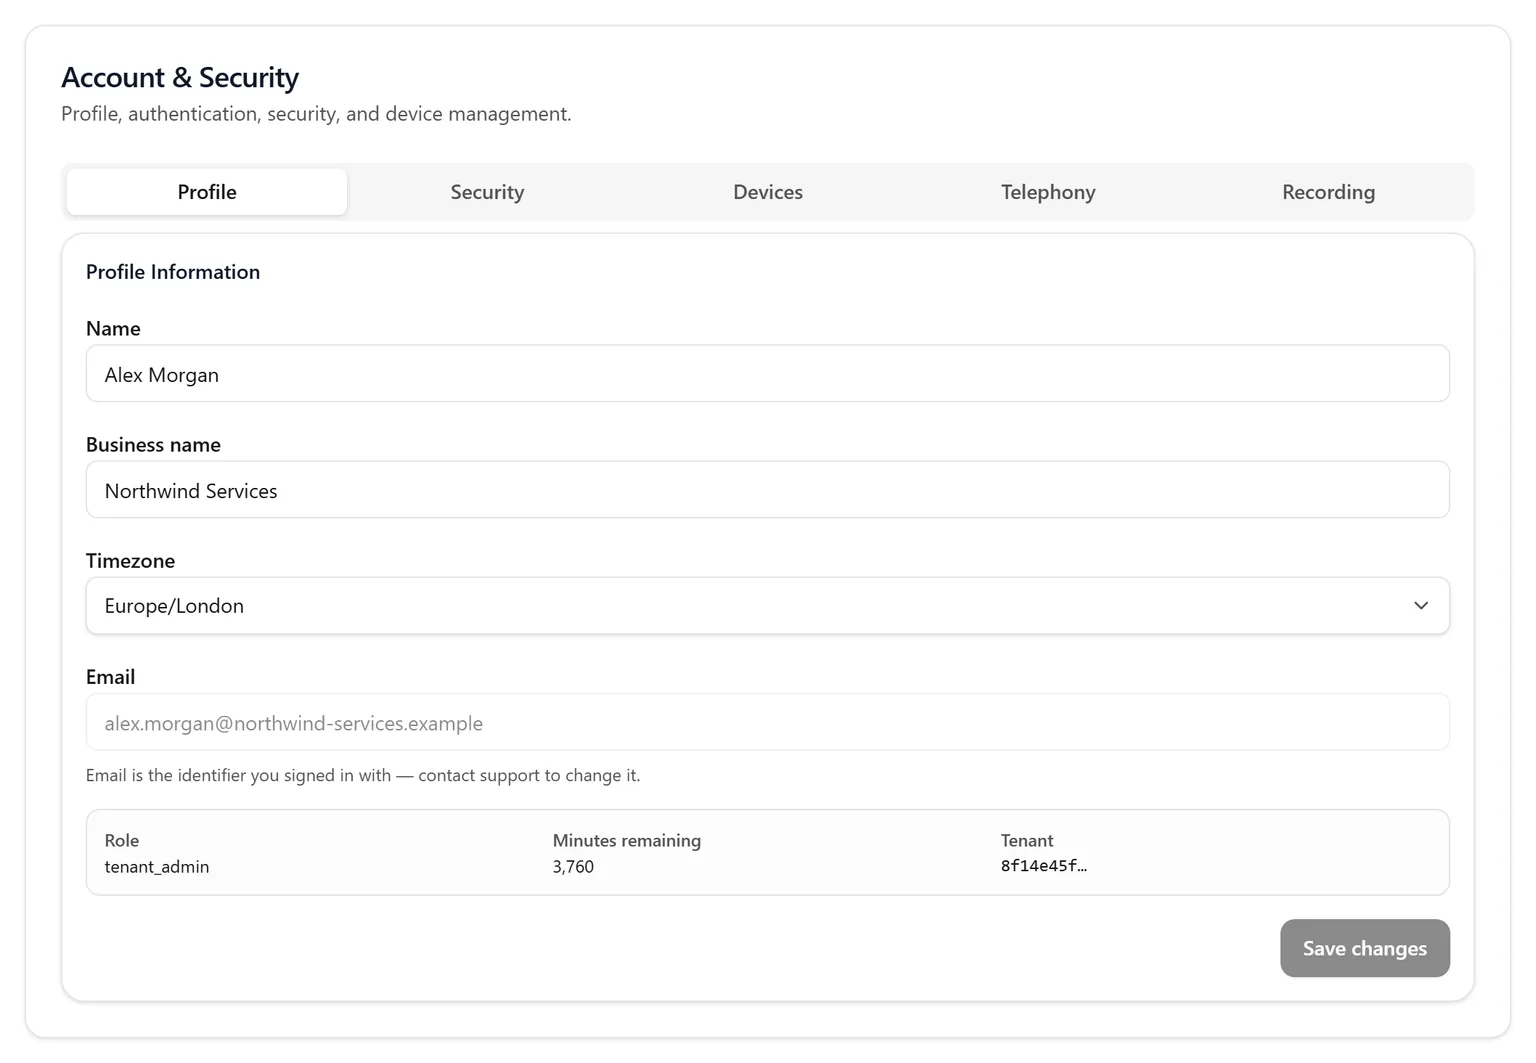 Account & Security
Profile, authentication, security, and device management.
Profile
Security
Devices
Telephony
Recording
Profile Information
Name
Alex Morgan
Business name
Northwind Services
Timezone
Europe/London
Email
alex.morgan@northwind-services.example
Email is the identifier you signed in with — contact support to change it.
Role
tenant_admin
Minutes remaining
3,760
Tenant
8f14e45f…
Save changes